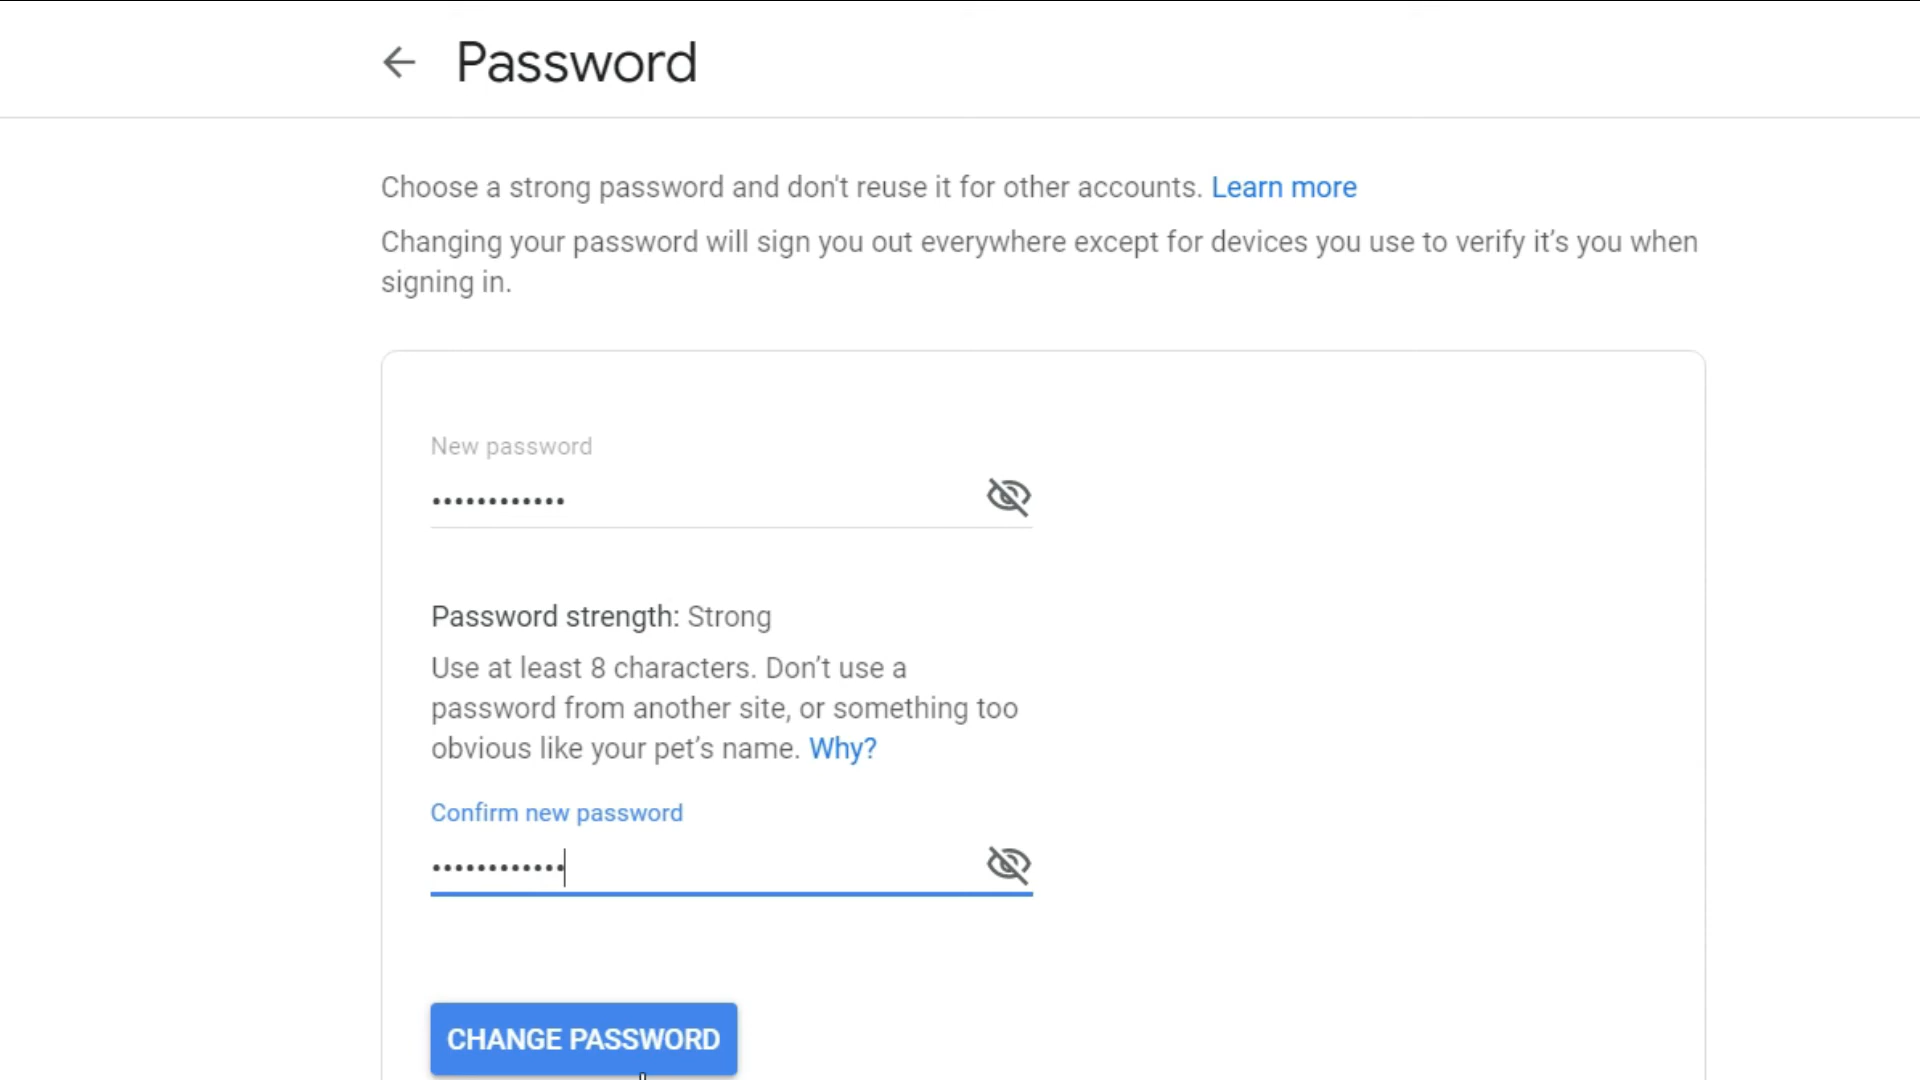 Password
Choose a strong password and don't reuse it for other accounts. Learn more
Changing your password will sign you out everywhere except for devices you use to verify it’s you when
signing in.
New password
••••••••••••
Password strength: Strong
Use at least 8 characters. Don’t use a
password from another site, or something too
obvious like your pet’s name. Why?
Confirm new password
••••••••••••
CHANGE PASSWORD